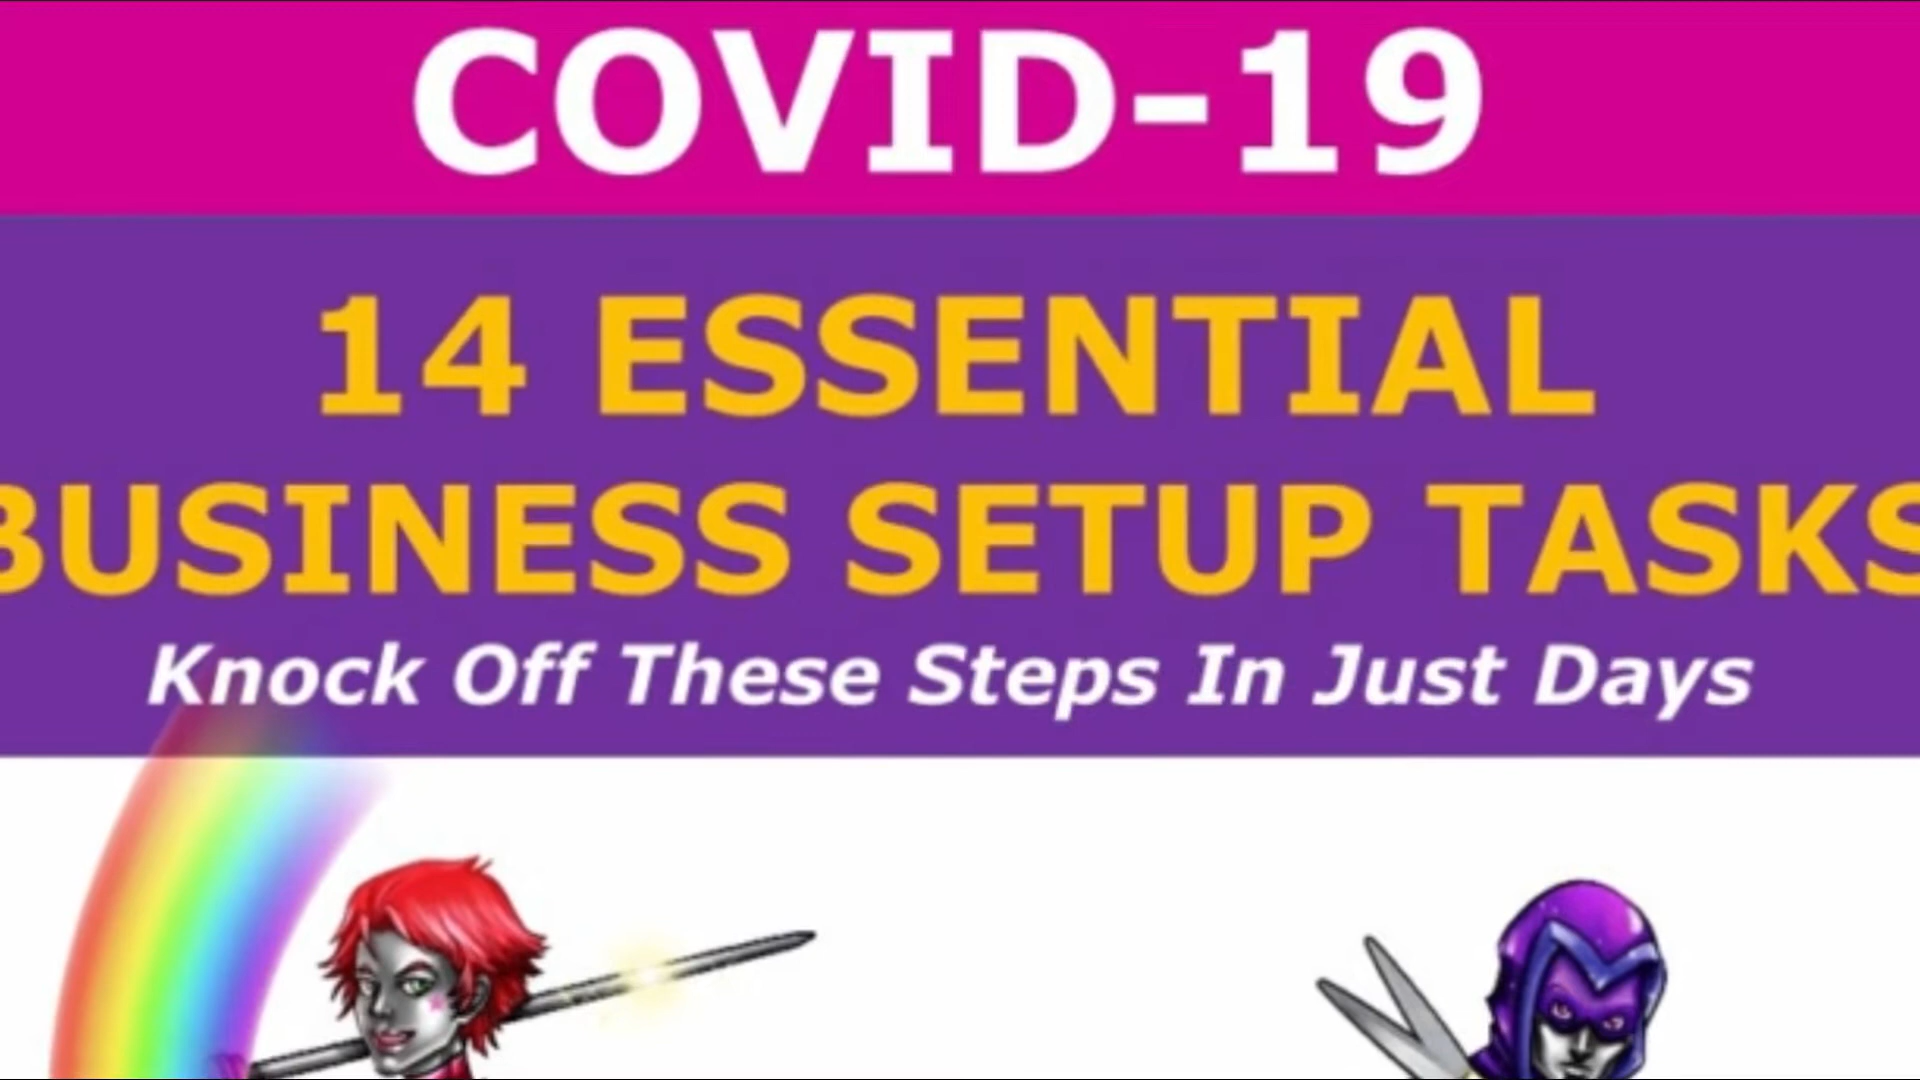 COVID-19
14 ESSENTIAL
BUSINESS SETUP TASKS
Knock Off These Steps In Just Days